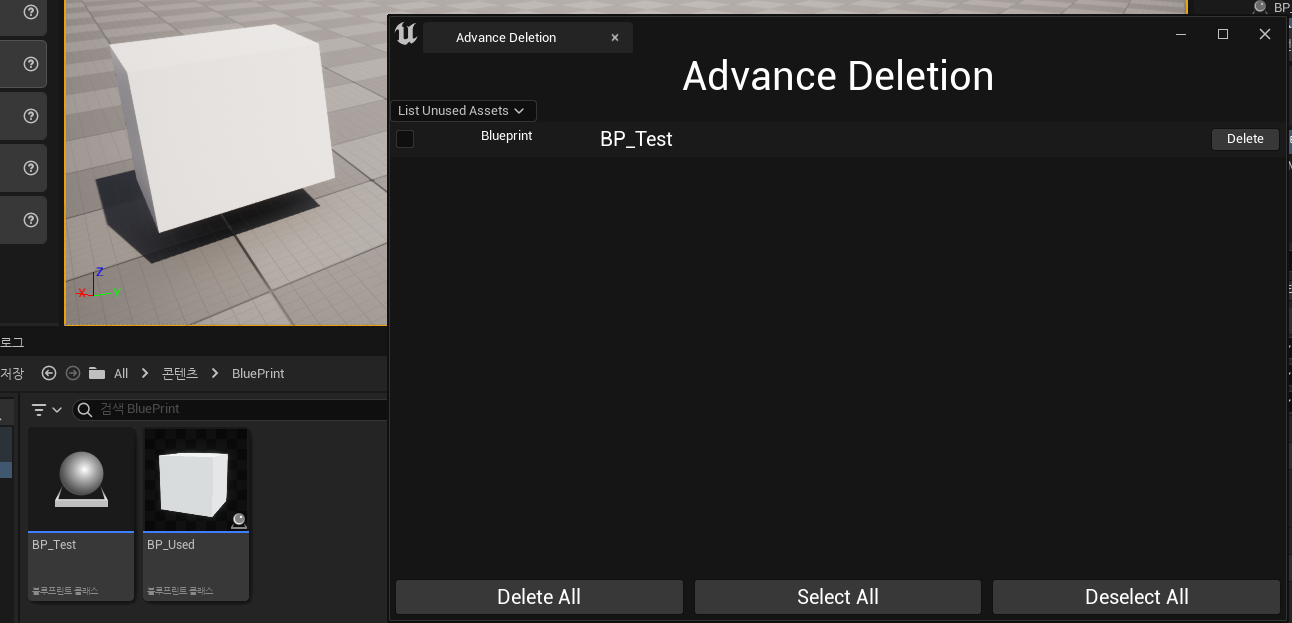 Advance Deletion
BP_
Advance Deletion
List Unused Assets
Blueprint
BP_Test
Delete
Z
X
Y
로그
저장
All
콘텐츠
BluePrint
검색 BluePrint
BP_Test
BP_Used
블루프린트 클래스
블루프린트 클래스
Delete All
Select All
Deselect All